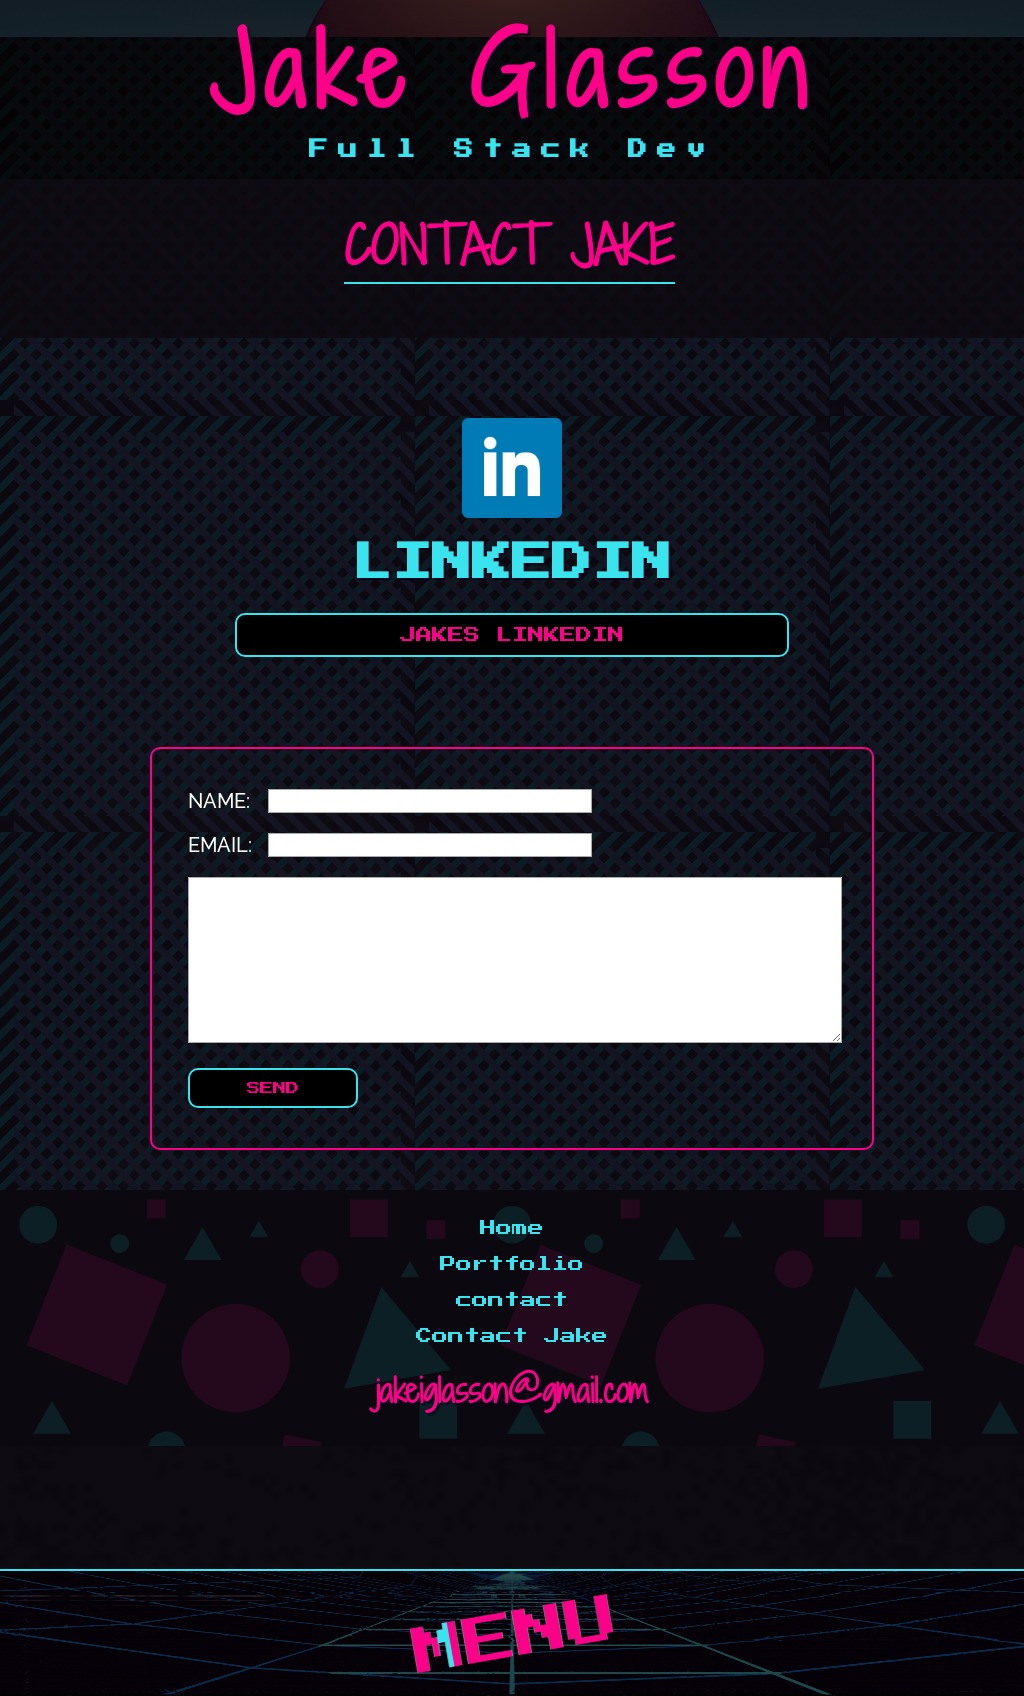 Jake Glasson
Full Stack Dev
CONTACT JAKE
in
LINKEDIN
JAKES LINKEDIN
NAME:
EMAIL:
SEND
Home
Portfolio
contact
Contact Jake
jakeiglasson@gmail.com
MENU